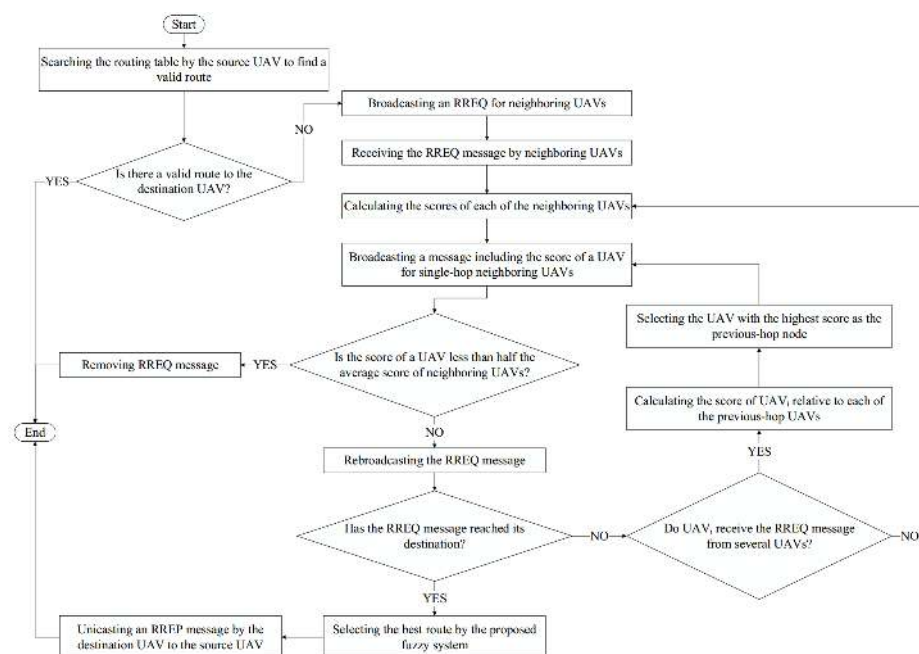 Start
Searching the routing table by the source UAV to find a
valid route
Broadcasting an RREQ for neighboring UAVs
NO
Receiving the RREQ message by neighboring UAVs
YES
Is there a valid route to the
destination UAV?
Calculating the scores of each of the neighboring UAVs
Broadcasting a message including the score of a UAV
for single-hop neighboring UAVs
Selecting the UAV with the highest score as the
previous-hop node
Removing RREQ message
YES
Is the score of a UAV less than half the
average score of neighboring UAVs?
Calculating the score of UAVi relative to each of
the previous-hop UAVs
End
NO
YES
Rebroadcasting the RREQ message
Has the RREQ message reached its
destination?
NO
Do UAVi receive the RREQ message
from several UAVs?
NO
YES
Unicasting an RREP message by the
destination UAV to the source UAV
Selecting the best route by the proposed
fuzzy system